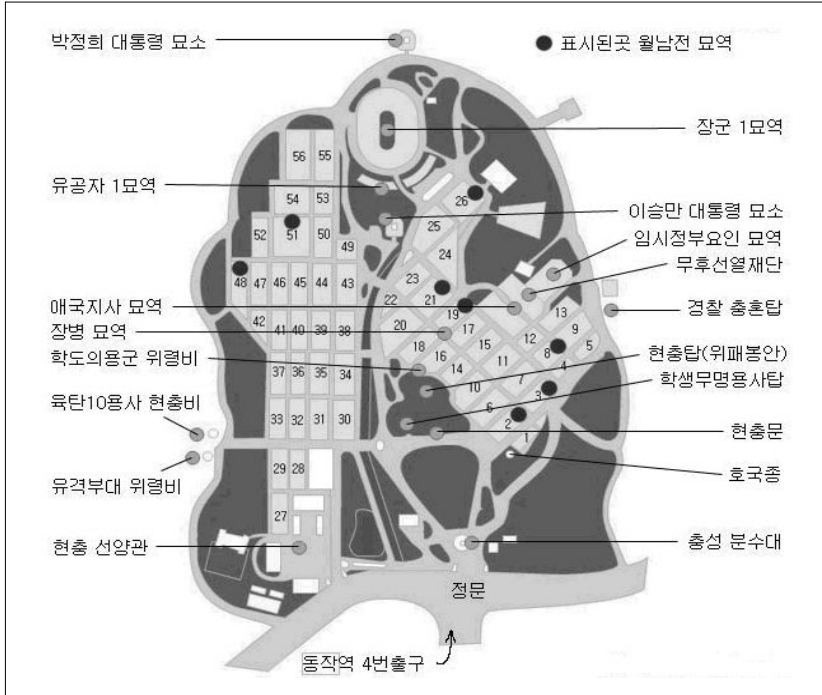 박정희 대통령 묘소
● 표시된곳 월남전 묘역
장군 1묘역
유공자 1묘역
이승만 대통령 묘소
임시정부요인 묘역
무후선열재단
경찰 충혼탑
애국지사 묘역
장병 묘역
학도의용군 위령비
현충탑(위패봉안)
학생무명용사탑
육탄10용사 현충비
현충문
호국종
유격부대 위령비
현충 선양관
충성 분수대
정문
동작역 4번출구
56 55
54 53
52 51 50 49
48 47 46 45 44 43
42 41 40 39 38
37 36 35 34
33 32 31 30
29 28
27
26
25
24
23
22 21
20 19
18 17
16 15
14 13
12 11
10 9
8 7
6 5
4 3
2 1